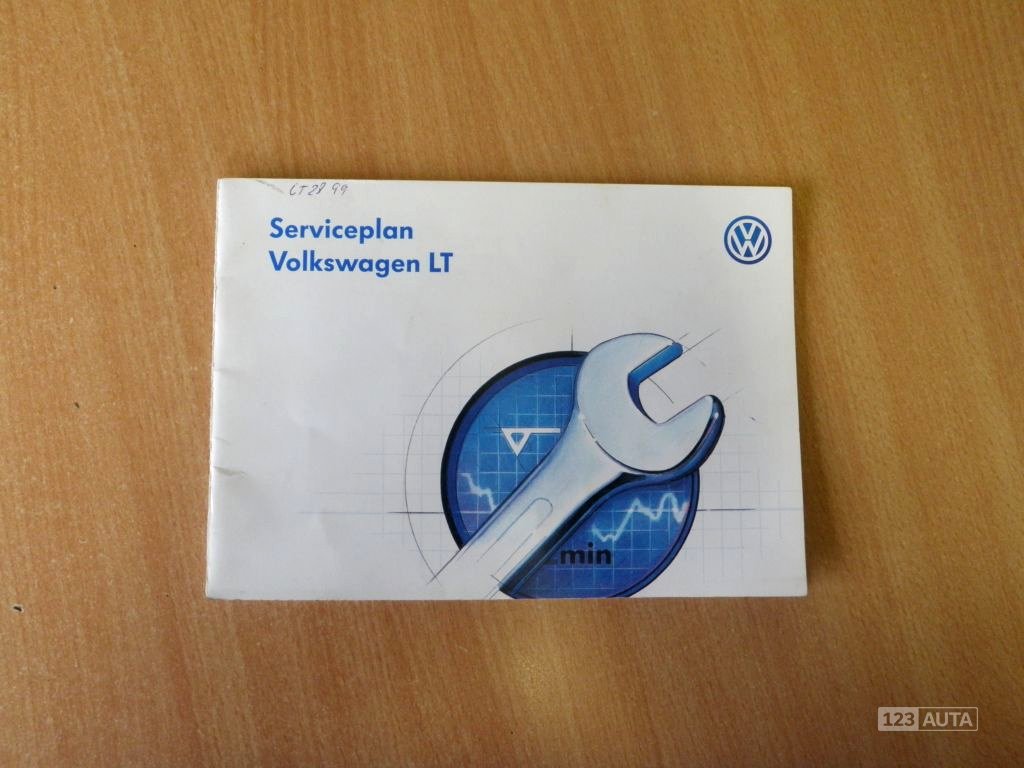 LT 28 99
Serviceplan
Volkswagen LT
min
123 AUTA